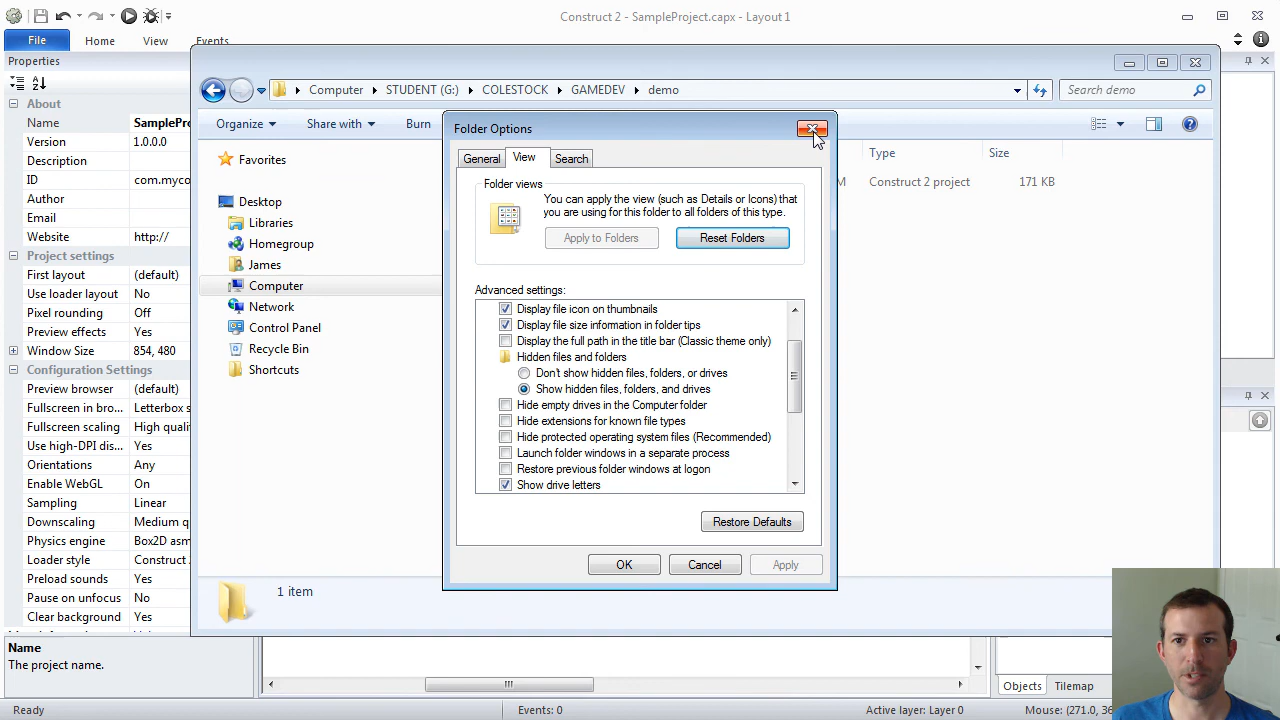 Construct 2 - SampleProject.capx - Layout 1
File
Home
View
Events
Properties
About
Name
SamplePro
Version
1.0.0.0
Description
ID
com.myco
Author
Email
Website
http://
Project settings
First layout
(default)
Use loader layout
No
Pixel rounding
Off
Preview effects
Yes
Window Size
854, 480
Configuration Settings
Preview browser
(default)
Fullscreen in bro...
Letterbox s
Fullscreen scaling
High qualit
Use high-DPI disp...
Yes
Orientations
Any
Enable WebGL
On
Sampling
Linear
Downscaling
Medium q
Physics engine
Box2D asm
Loader style
Construct 2
Preload sounds
Yes
Pause on unfocus
No
Clear background
Yes
Name
The project name.
Ready
Events: 0
Active layer: Layer 0
Mouse: (271.0, 36
Objects
Tilemap
Computer
STUDENT (G:)
COLESTOCK
GAMEDEV
demo
Search demo
Organize
Share with
Burn
Favorites
Desktop
Libraries
Homegroup
James
Computer
Network
Control Panel
Recycle Bin
Shortcuts
Type
Size
M
Construct 2 project
171 KB
1 item
Folder Options
General
View
Search
Folder views
You can apply the view (such as Details or Icons) that
you are using for this folder to all folders of this type.
Apply to Folders
Reset Folders
Advanced settings:
Display file icon on thumbnails
Display file size information in folder tips
Display the full path in the title bar (Classic theme only)
Hidden files and folders
Don't show hidden files, folders, or drives
Show hidden files, folders, and drives
Hide empty drives in the Computer folder
Hide extensions for known file types
Hide protected operating system files (Recommended)
Launch folder windows in a separate process
Restore previous folder windows at logon
Show drive letters
Restore Defaults
OK
Cancel
Apply